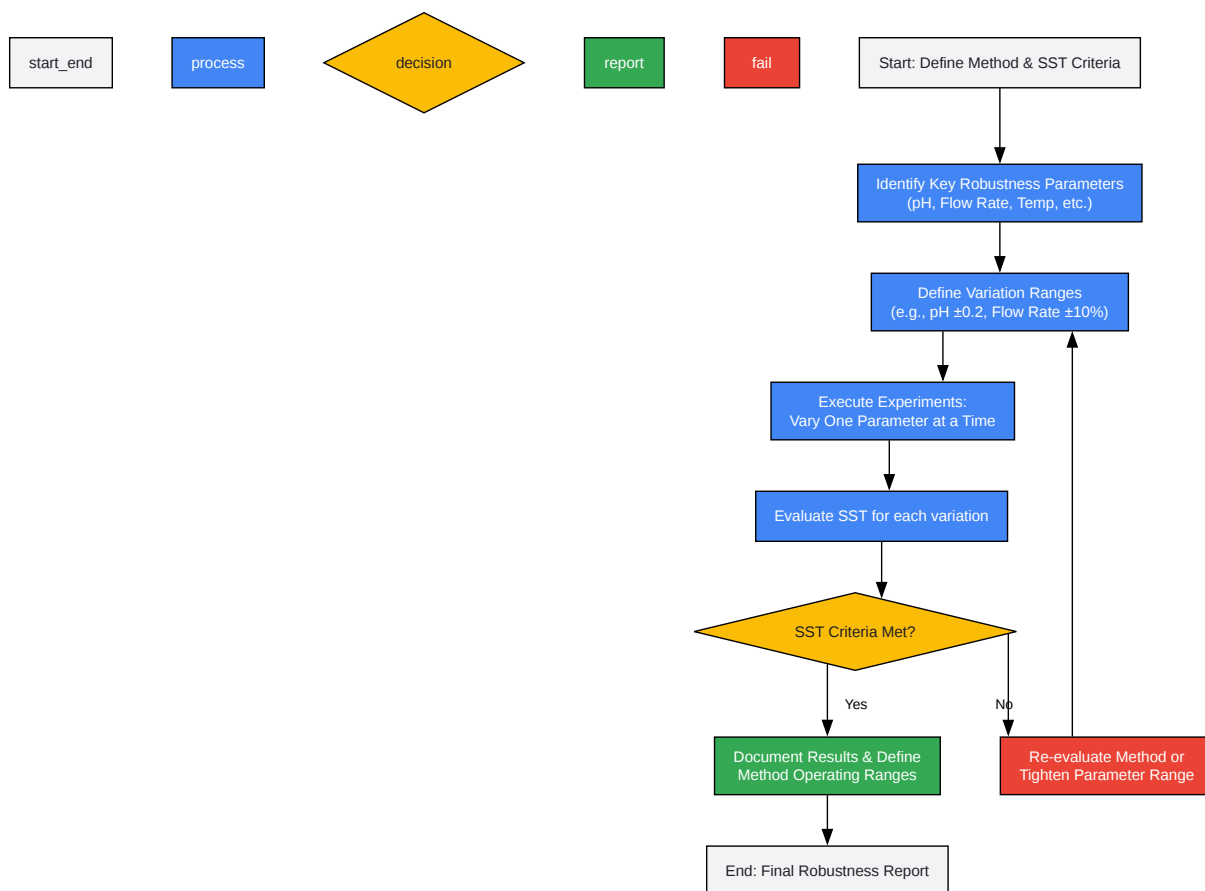 start_end
process
decision
report
fail
Start: Define Method & SST Criteria
Identify Key Robustness Parameters
(pH, Flow Rate, Temp, etc.)
Define Variation Ranges
(e.g., pH ±0.2, Flow Rate ±10%)
Execute Experiments:
Vary One Parameter at a Time
Evaluate SST for each variation
SST Criteria Met?
Yes
No
Document Results & Define
Method Operating Ranges
Re-evaluate Method or
Tighten Parameter Range
End: Final Robustness Report